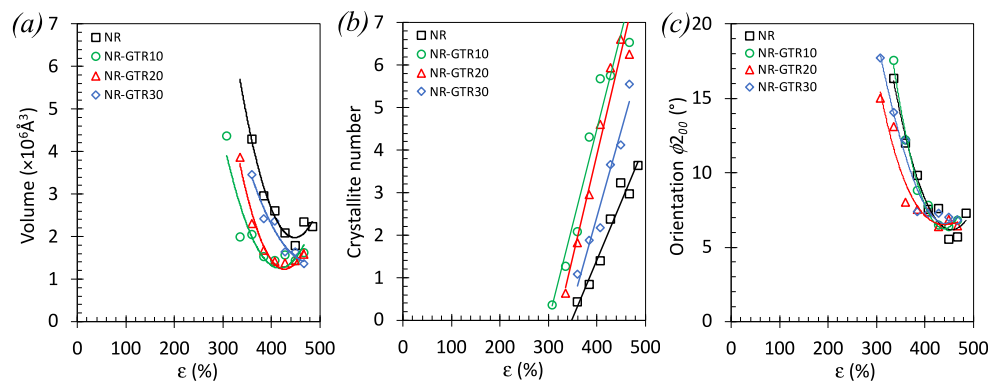 (a)
Volume (×10⁶Å³)
7
6
5
4
3
2
1
0
0 100 200 300 400 500
ε (%)
NR
NR-GTR10
NR-GTR20
NR-GTR30
(b)
Crystallite number
7
6
5
4
3
2
1
0
0 100 200 300 400 500
ε (%)
NR
NR-GTR10
NR-GTR20
NR-GTR30
(c)
Orientation ϕ2₀₀ (°)
20
15
10
5
0
0 100 200 300 400 500
ε (%)
NR
NR-GTR10
NR-GTR20
NR-GTR30